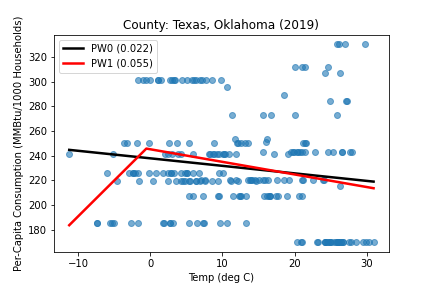 County: Texas, Oklahoma (2019)
Per-Capita Consumption (MMBtu/1000 Households)
PW0 (0.022)
PW1 (0.055)
320
300
280
260
240
220
200
180
−10
0
10
20
30
Temp (deg C)